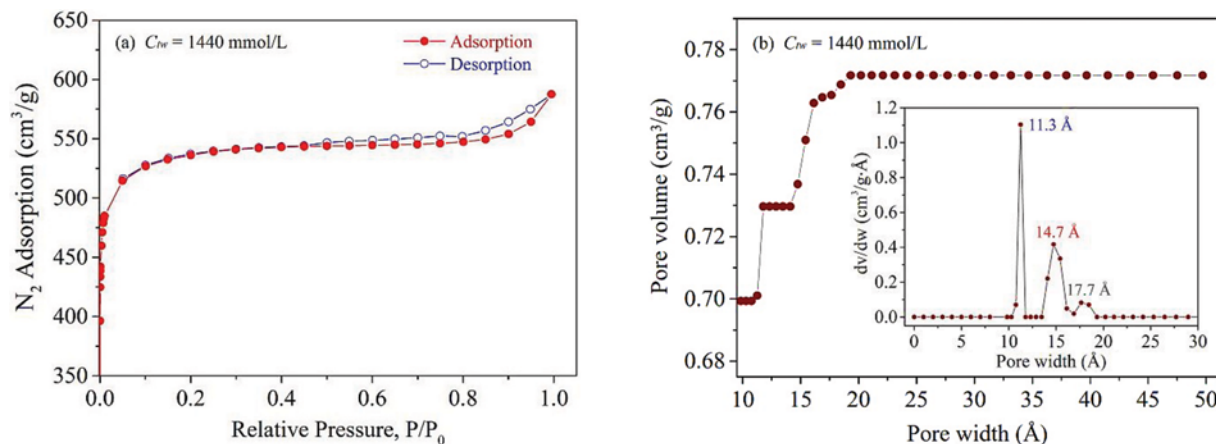 (a) Cₜw = 1440 mmol/L
Adsorption
Desorption
N₂ Adsorption (cm³/g)
650
600
550
500
450
400
350
0.0 0.2 0.4 0.6 0.8 1.0
Relative Pressure, P/P₀
(b) Cₜw = 1440 mmol/L
Pore volume (cm³/g)
0.78
0.76
0.74
0.72
0.70
0.68
10 15 20 25 30 35 40 45 50
Pore width (Å)
dv/dw (cm³/g·Å)
1.2
1.0
0.8
0.6
0.4
0.2
0.0
11.3 Å
14.7 Å
17.7 Å
0 5 10 15 20 25 30
Pore width (Å)